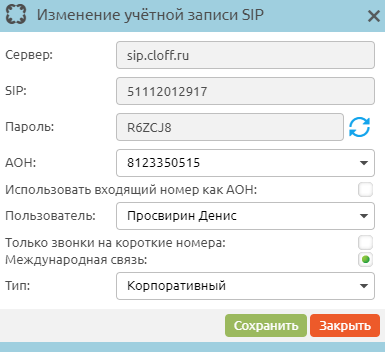 Изменение учётной записи SIP
Сервер: sip.cloff.ru
SIP: 51112012917
Пароль: R6ZCJ8
АОН: 8123350515
Использовать входящий номер как АОН:
Пользователь: Просвирин Денис
Только звонки на короткие номера:
Международная связь:
Тип: Корпоративный
Сохранить Закрыть